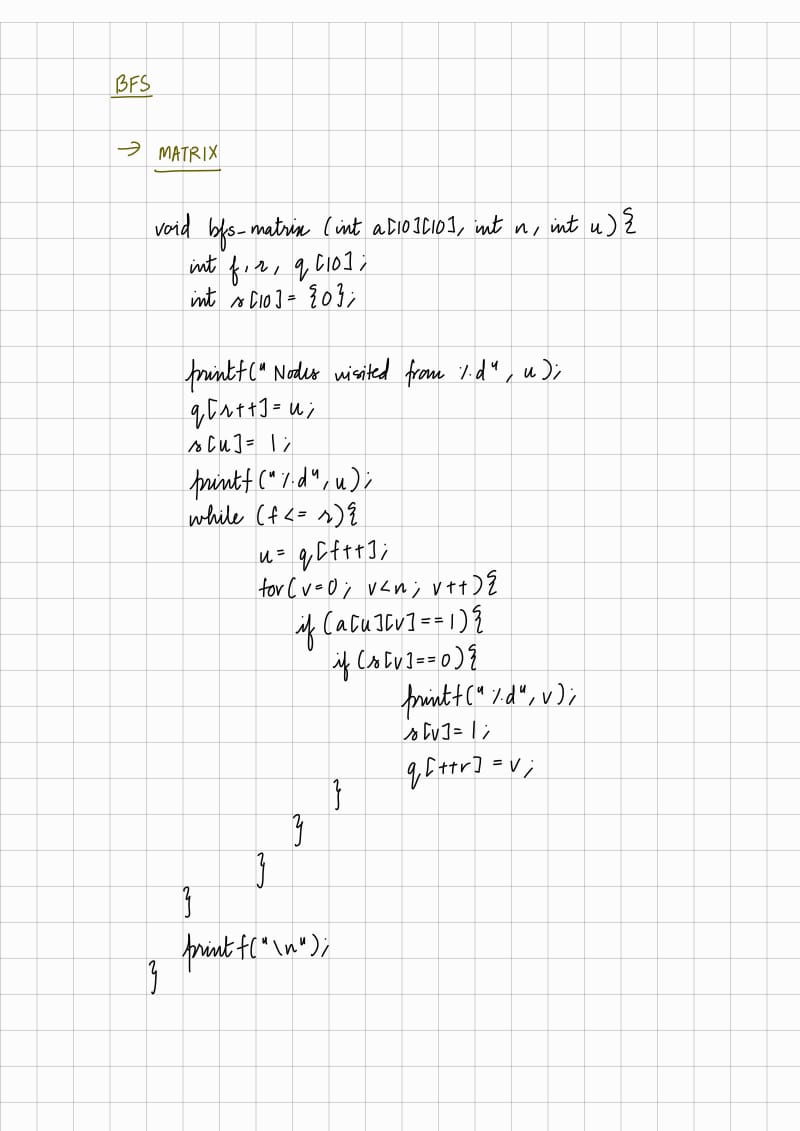 BFS
→ MATRIX
void bfs_matrix (int a[10][10], int n, int u){
int f, r, q[10];
int s[10]= {0};
printf("Nodes visited from %d", u);
q[r++]= u;
s[u]= 1;
printf("%d", u);
while (f<= r){
u= q[f++];
for(v=0; v<n; v++){
if (a[u][v]==1){
if (s[v]==0){
printf("%d", v);
s[v]=1;
q[++r] = v;
}
}
}
}
printf("\n");
}